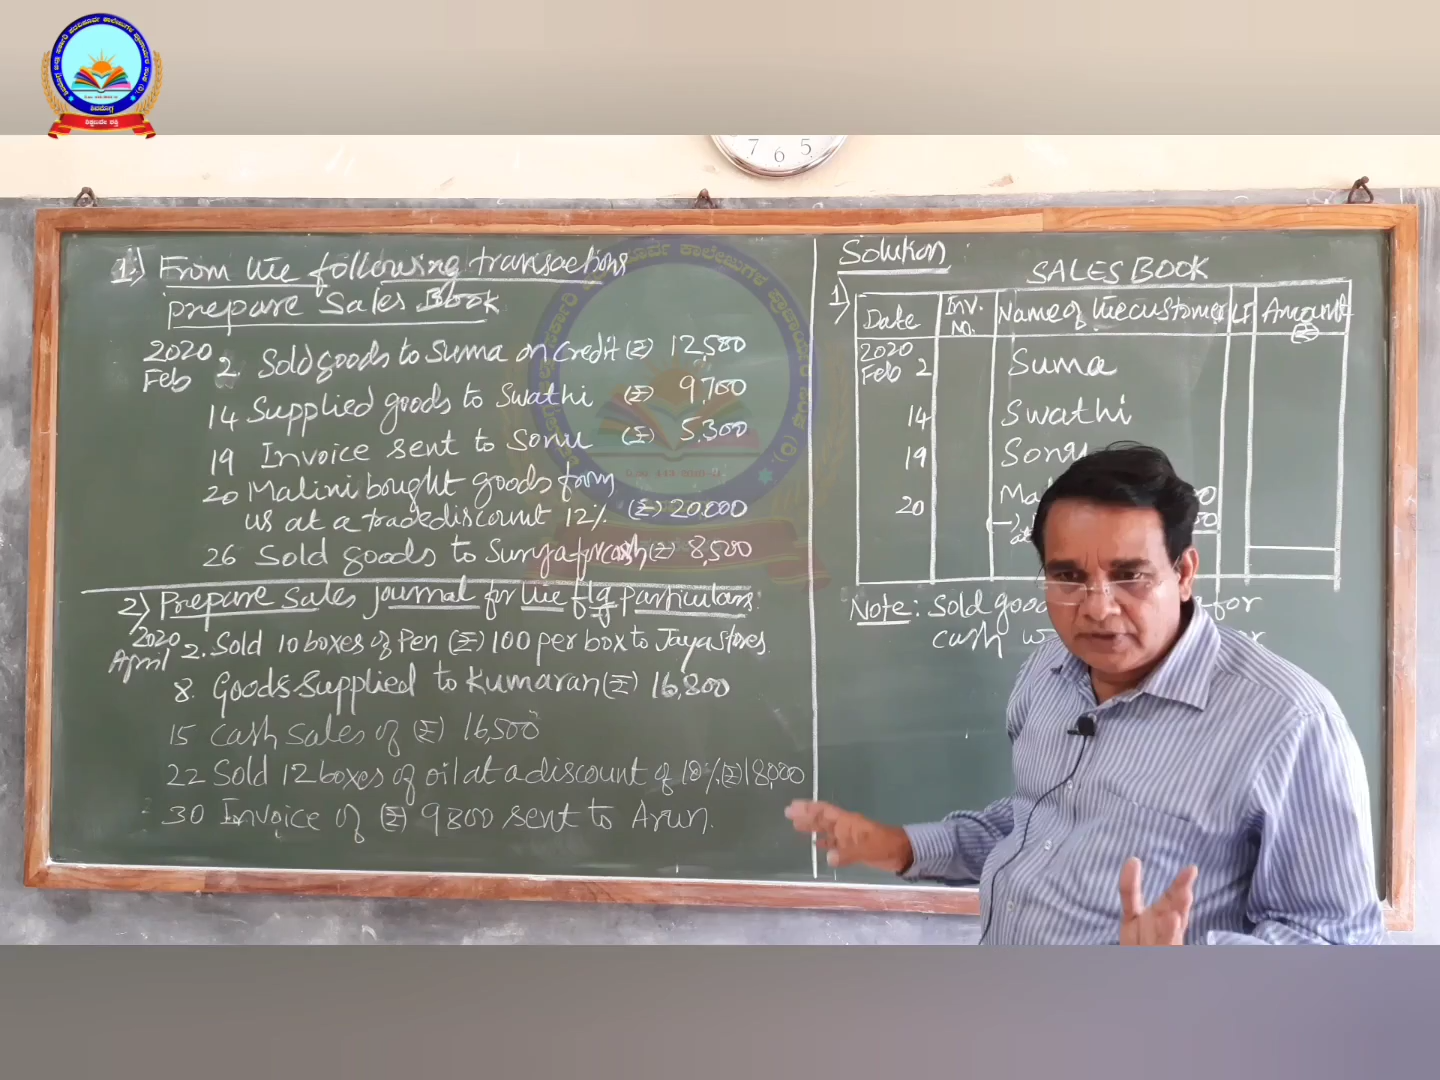 7 6 5
1) From the following transactions
prepare Sales Book
2020
Feb 2. Sold goods to Suma on credit (₹) 12,580
14 Supplied goods to Swathi (₹) 9,700
19 Invoice sent to Sonu (₹) 5,300
20 Malini bought goods from
us at a trade discount 12% (₹) 20,000
26 Sold goods to Surya for cash (₹) 8,500
2) Prepare Sales Journal for the flg particulars:
2020
April 2. Sold 10 boxes of Pen (₹) 100 per box to Jaya Stores.
8. Goods Supplied to Kumaran (₹) 16,800
15 Cash Sales of (₹) 16,500
22 Sold 12 boxes of oil at a discount of 10% (₹) 18,000
30 Invoice of (₹) 9800 sent to Arun.
Solution
SALES BOOK
1)
Date Inv. No. Name of the customer LF Amount (₹)
2020
Feb 2 Suma
14 Swathi
19 Sonu
20
Note: Sold for
cash